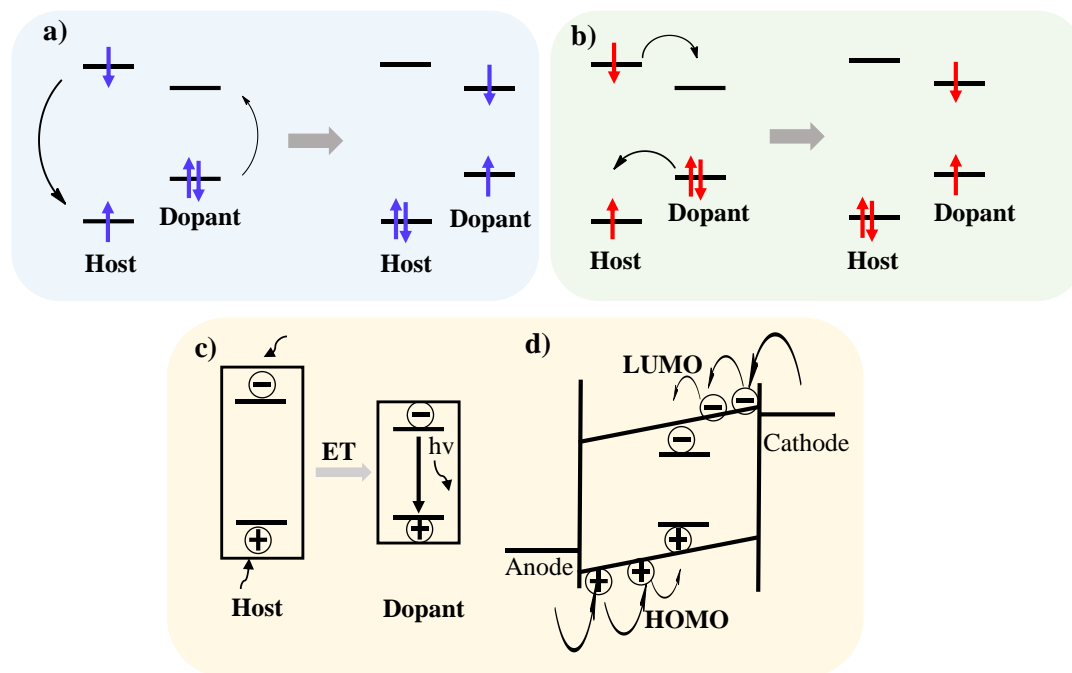 a)
Host
Dopant
Host
Dopant
b)
Host
Dopant
Host
Dopant
c)
ET
hv
Host
Dopant
d)
LUMO
Cathode
Anode
HOMO